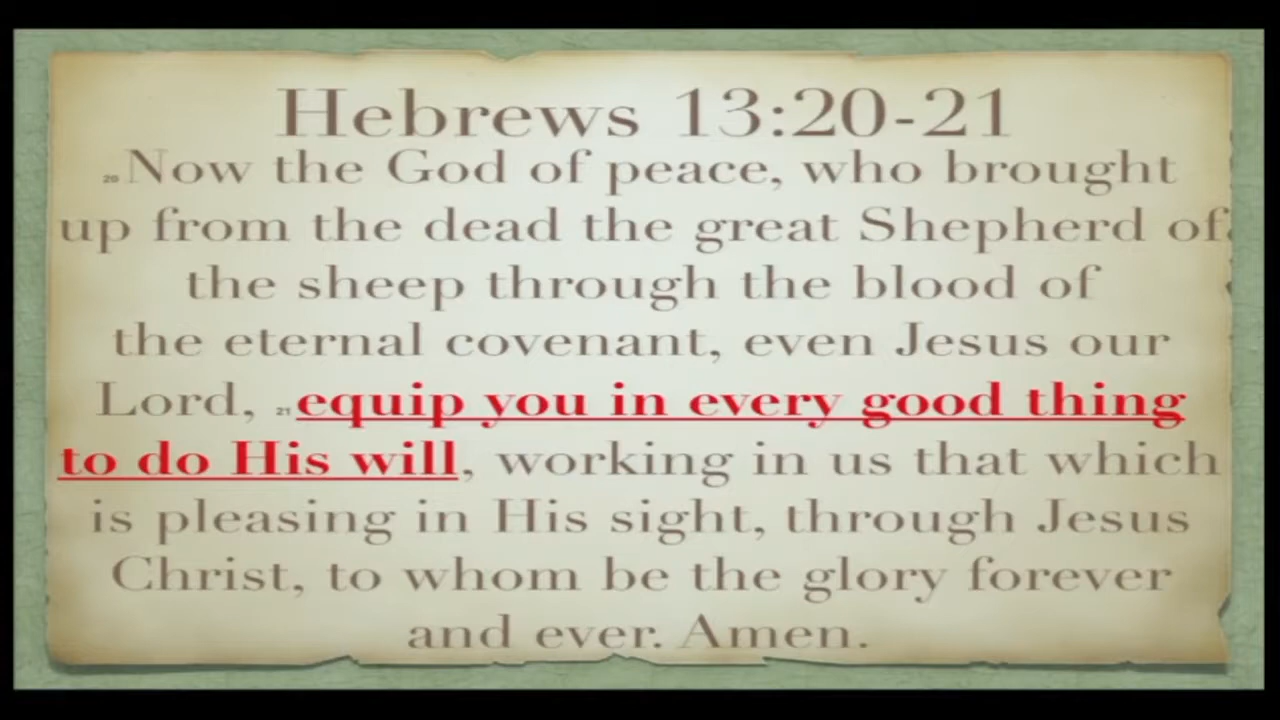 Hebrews 13:20-21
20 Now the God of peace, who brought
up from the dead the great Shepherd of
the sheep through the blood of
the eternal covenant, even Jesus our
Lord, 21 equip you in every good thing
to do His will, working in us that which
is pleasing in His sight, through Jesus
Christ, to whom be the glory forever
and ever. Amen.